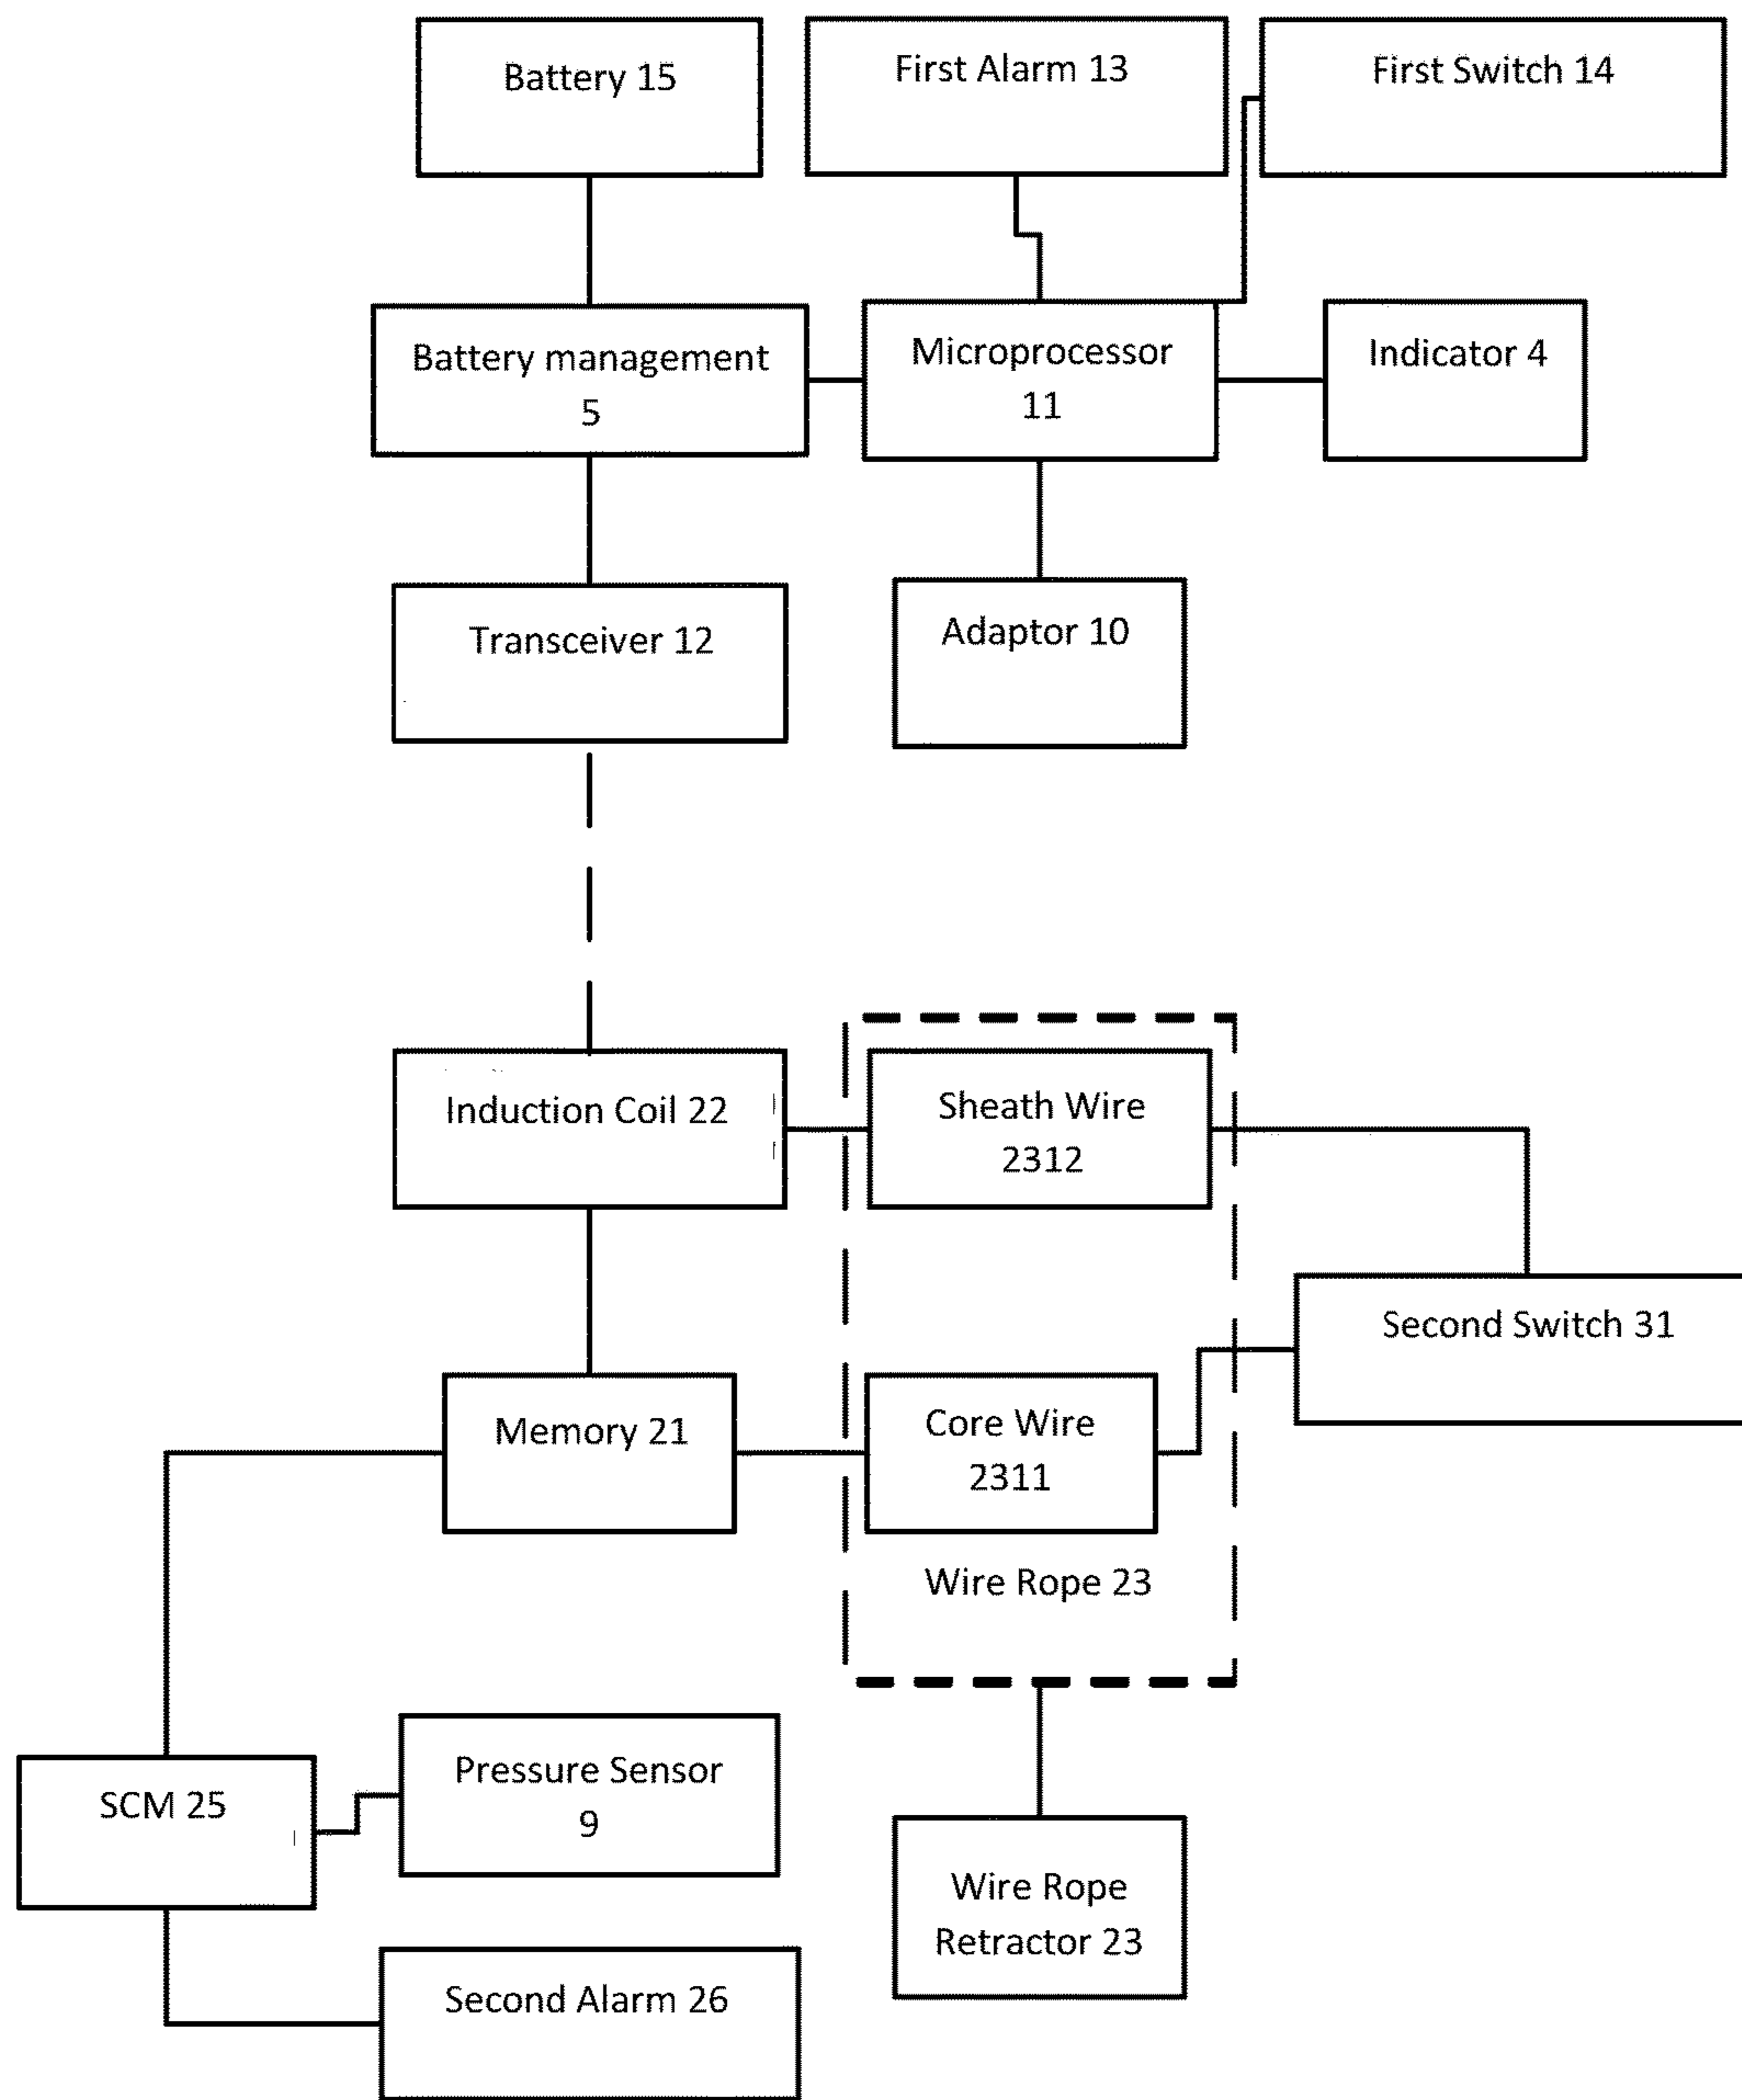 Battery 15
First Alarm 13
First Switch 14
Battery management
5
Microprocessor
11
Indicator 4
Transceiver 12
Adaptor 10
Induction Coil 22
Sheath Wire
2312
Second Switch 31
Memory 21
Core Wire
2311
Wire Rope 23
SCM 25
Pressure Sensor
9
Wire Rope
Retractor 23
Second Alarm 26